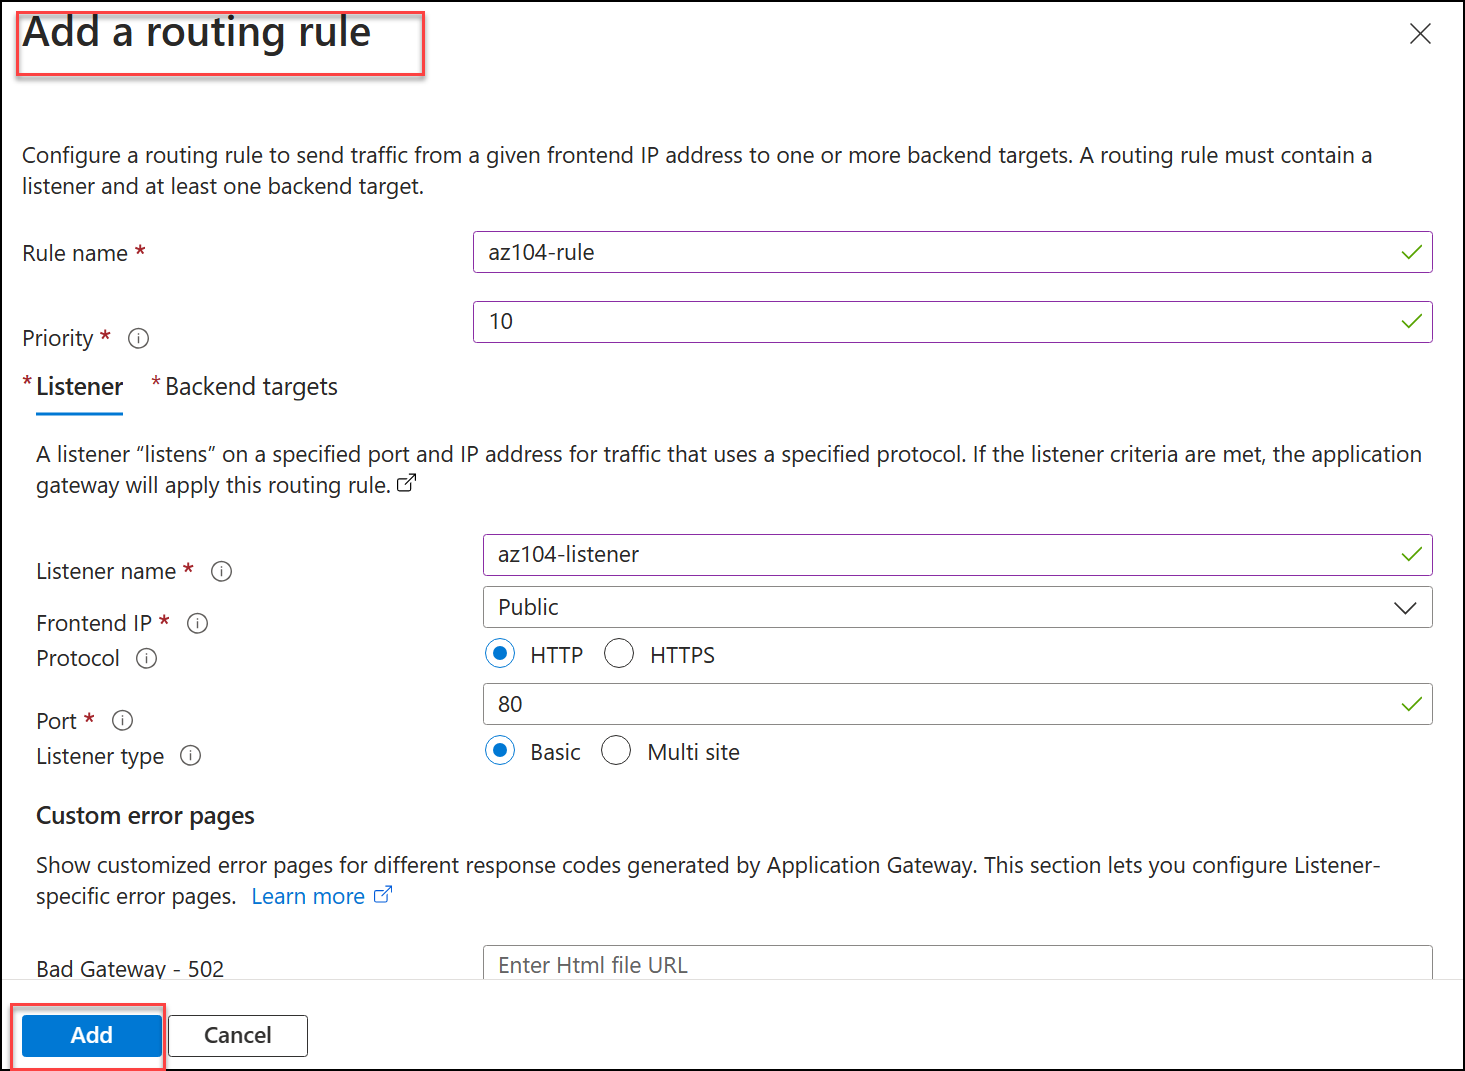 Add a routing rule
Configure a routing rule to send traffic from a given frontend IP address to one or more backend targets. A routing rule must contain a
listener and at least one backend target.
Rule name *
az104-rule
Priority *
10
* Listener * Backend targets
A listener “listens” on a specified port and IP address for traffic that uses a specified protocol. If the listener criteria are met, the application
gateway will apply this routing rule.
Listener name *
az104-listener
Frontend IP *
Public
Protocol
HTTP HTTPS
Port *
80
Listener type
Basic Multi site
Custom error pages
Show customized error pages for different response codes generated by Application Gateway. This section lets you configure Listener-
specific error pages. Learn more
Bad Gateway - 502
Enter Html file URL
Add Cancel